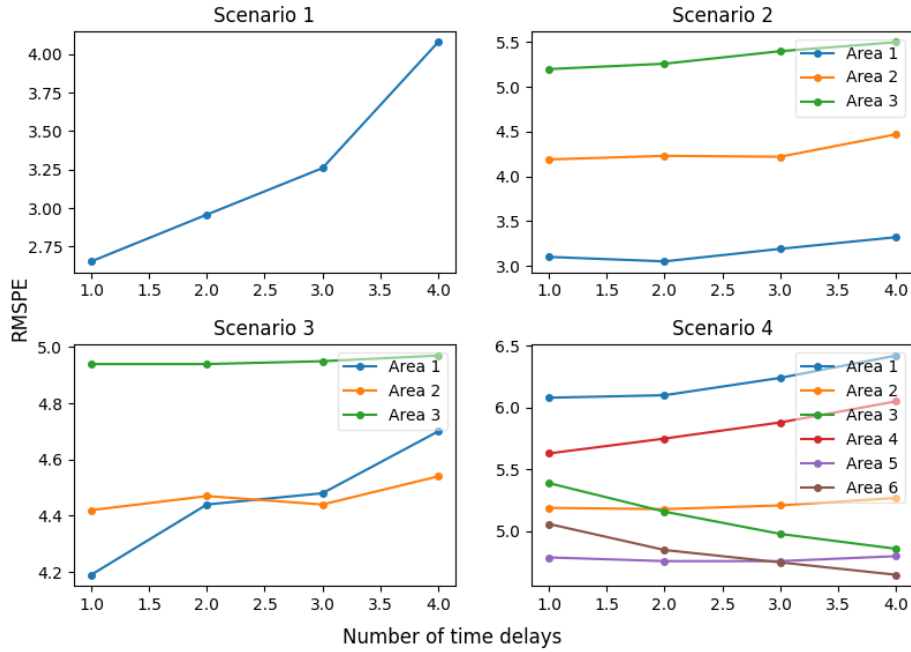 Scenario 1
4.00
3.75
3.50
3.25
3.00
2.75
1.0 1.5 2.0 2.5 3.0 3.5 4.0
Scenario 2
5.5
5.0
4.5
4.0
3.5
3.0
Area 1
Area 2
Area 3
1.0 1.5 2.0 2.5 3.0 3.5 4.0
RMSPE
Scenario 3
5.0
4.8
4.6
4.4
4.2
Area 1
Area 2
Area 3
1.0 1.5 2.0 2.5 3.0 3.5 4.0
Scenario 4
6.5
6.0
5.5
5.0
Area 1
Area 2
Area 3
Area 4
Area 5
Area 6
1.0 1.5 2.0 2.5 3.0 3.5 4.0
Number of time delays